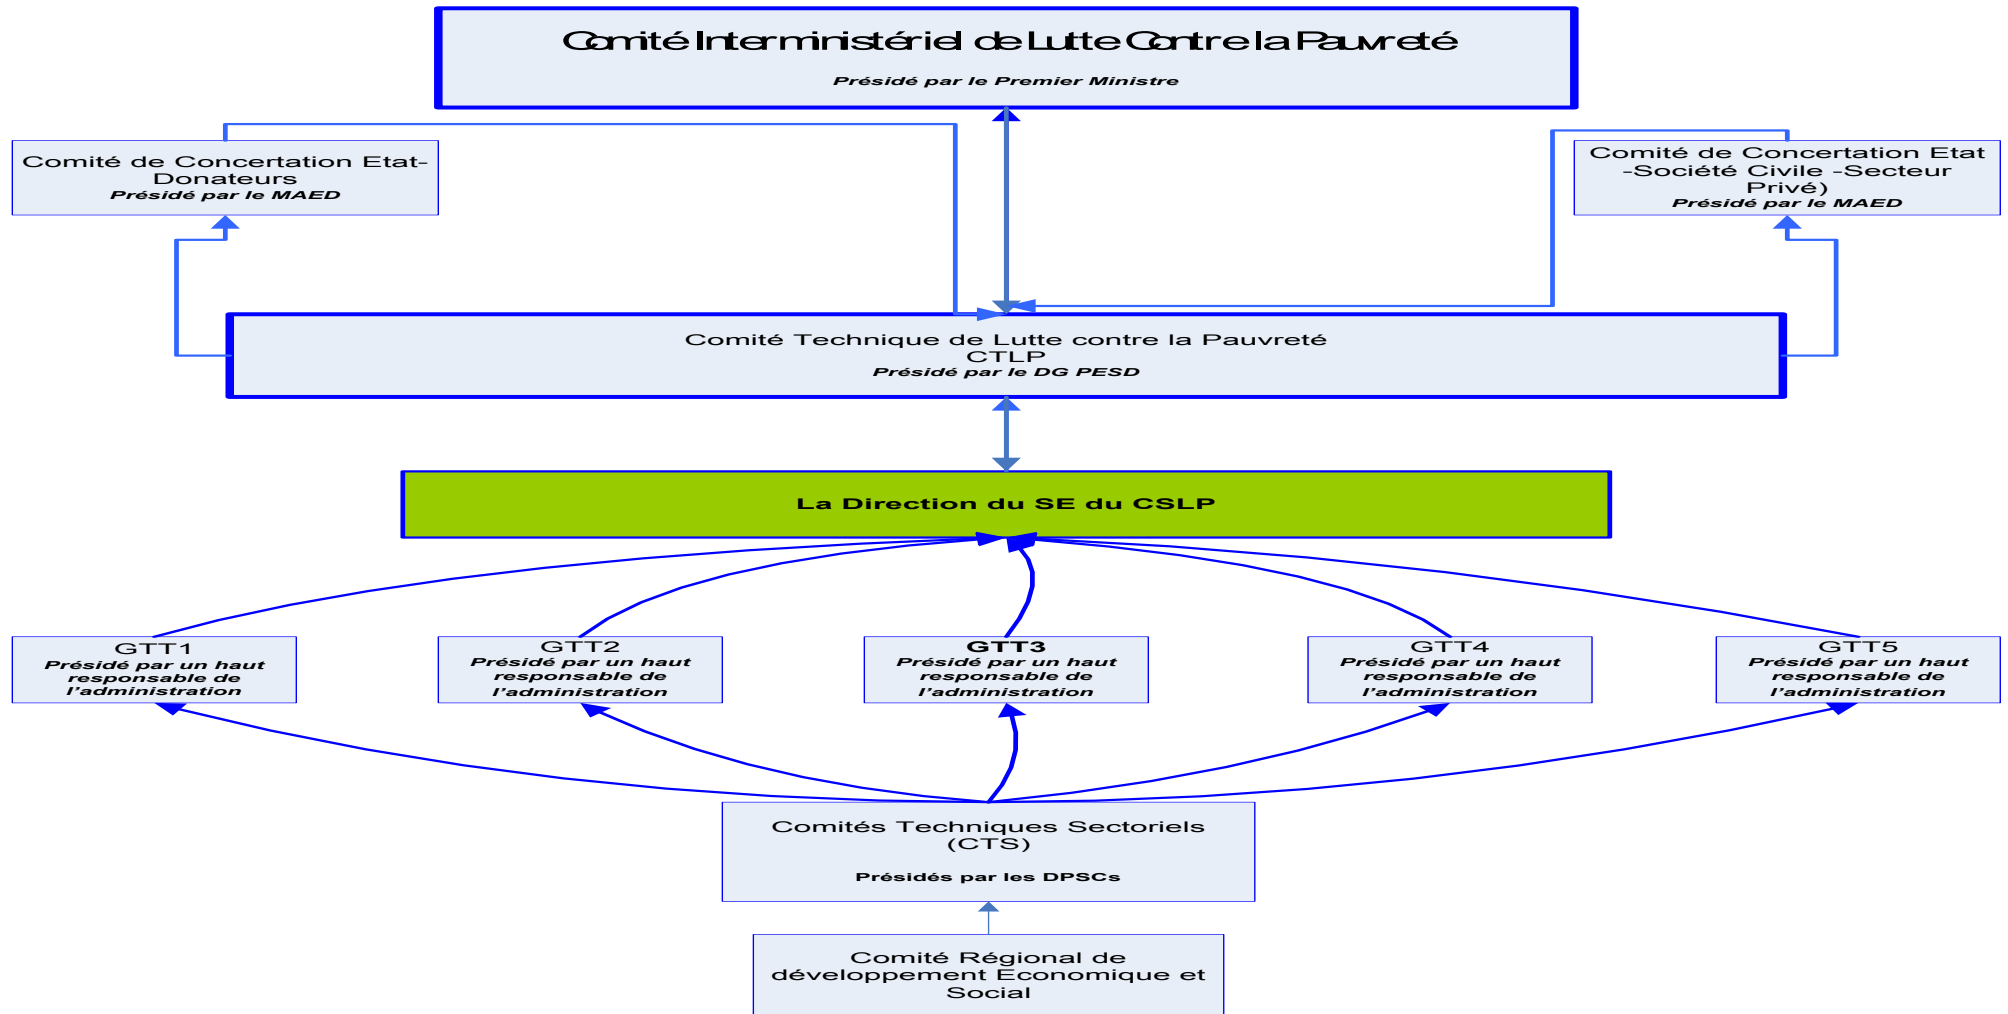 Comité Interministériel de Lutte Contre la Pauvreté
Présidé par le Premier Ministre
Comité de Concertation Etat-
Donateurs
Présidé par le MAED
Comité de Concertation Etat
-Société Civile -Secteur
Privé)
Présidé par le MAED
Comité Technique de Lutte contre la Pauvreté
CTLP
Présidé par le DG PESD
La Direction du SE du CSLP
GTT1
Présidé par un haut
responsable de
l’administration
GTT2
Présidé par un haut
responsable de
l’administration
GTT3
Présidé par un haut
responsable de
l’administration
GTT4
Présidé par un haut
responsable de
l’administration
GTT5
Présidé par un haut
responsable de
l’administration
Comités Techniques Sectoriels
(CTS)
Présidés par les DPSCs
Comité Régional de
développement Economique et
Social